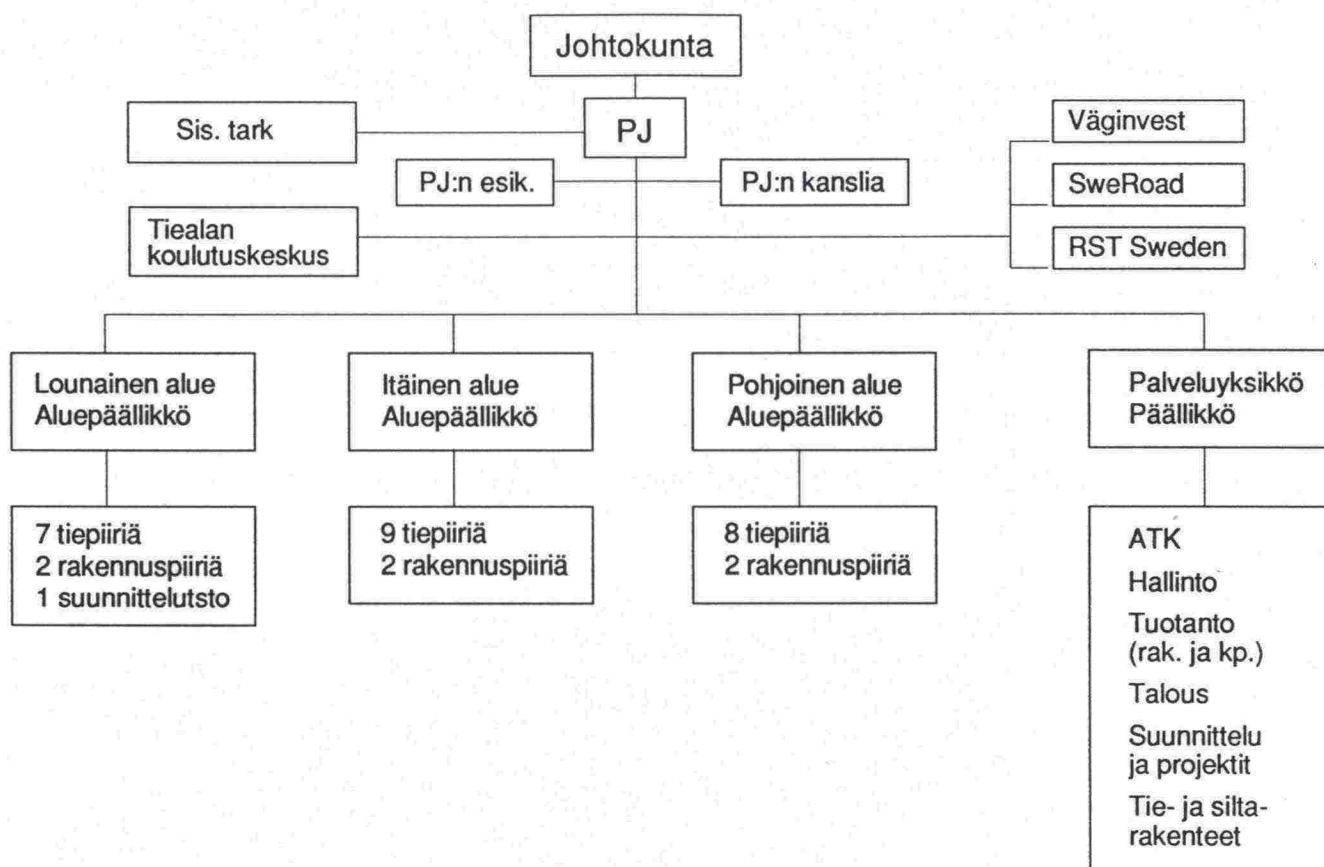 Johtokunta
Sis. tark
PJ
Väginvest
PJ:n esik.
PJ:n kanslia
SweRoad
Tiealan
koulutuskeskus
RST Sweden
Lounainen alue
Aluepäällikkö
Itäinen alue
Aluepäällikkö
Pohjoinen alue
Aluepäällikkö
Palveluyksikkö
Päällikkö
7 tiepiiriä
2 rakennuspiiriä
1 suunnittelutsto
9 tiepiiriä
2 rakennuspiiriä
8 tiepiiriä
2 rakennuspiiriä
ATK
Hallinto
Tuotanto
(rak. ja kp.)
Talous
Suunnittelu
ja projektit
Tie- ja silta-
rakenteet